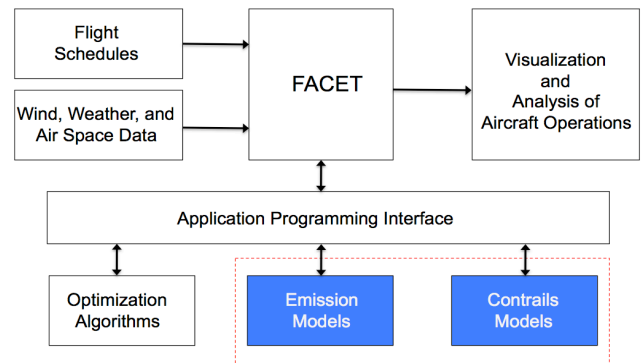 Flight
Schedules
FACET
Visualization
and
Analysis of
Aircraft Operations
Wind, Weather, and
Air Space Data
Application Programming Interface
Optimization
Algorithms
Emission
Models
Contrails
Models